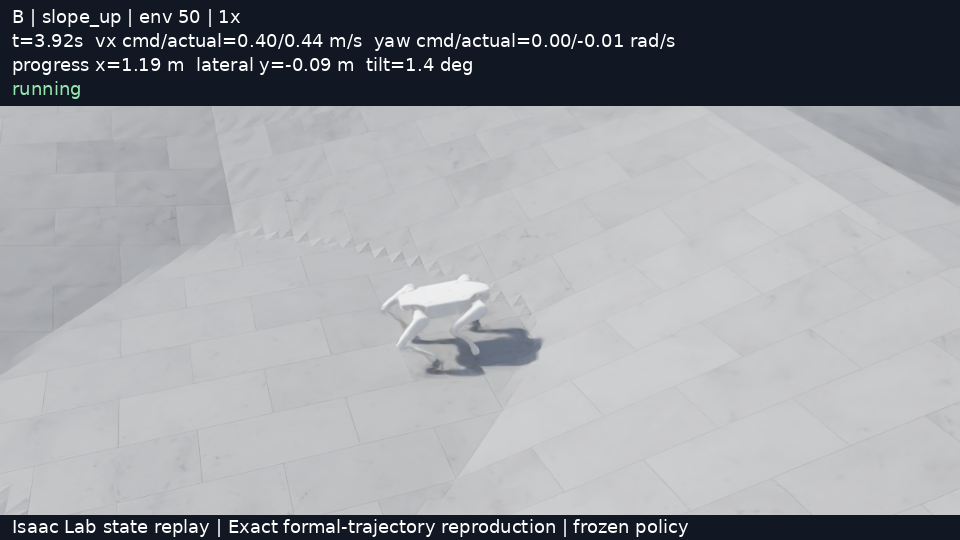 B | slope_up | env 50 | 1x
t=3.92s  vx cmd/actual=0.40/0.44 m/s  yaw cmd/actual=0.00/-0.01 rad/s
progress x=1.19 m  lateral y=-0.09 m  tilt=1.4 deg
running
Isaac Lab state replay | Exact formal-trajectory reproduction | frozen policy